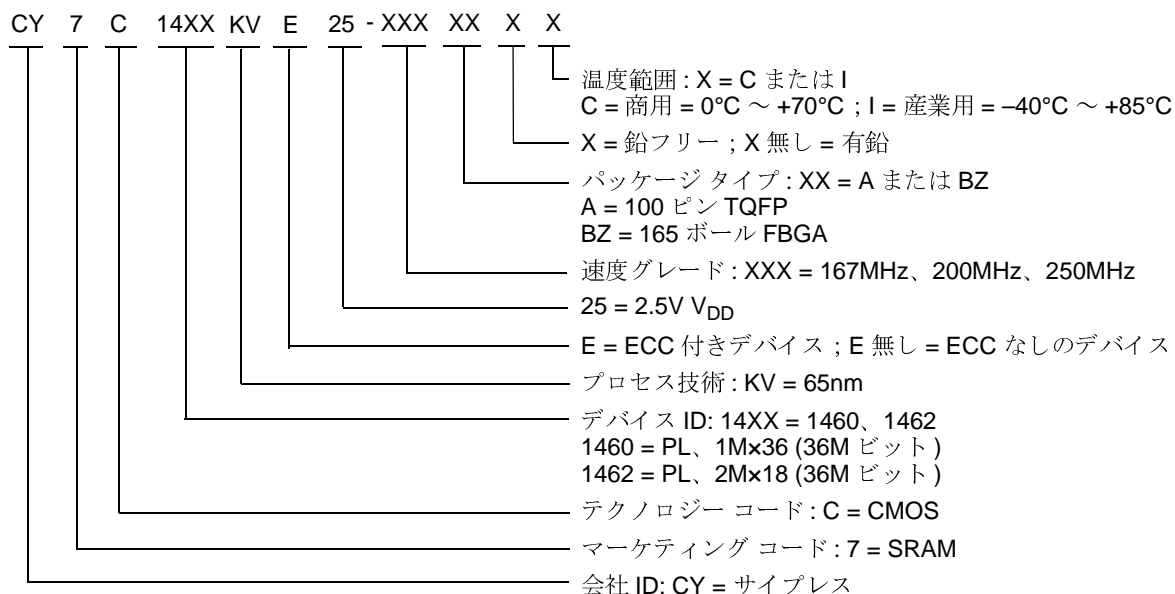 CY 7 C 14XX KV E 25 - XXX XX X X
温度範囲 : X = C または I
C = 商用 = 0°C ～ +70°C ; I = 産業用 = –40°C ～ +85°C
X = 鉛フリー ; X 無し = 有鉛
パッケージ タイプ : XX = A または BZ
A = 100 ピン TQFP
BZ = 165 ボール FBGA
速度グレード : XXX = 167MHz、200MHz、250MHz
25 = 2.5V VDD
E = ECC 付きデバイス ; E 無し = ECC なしのデバイス
プロセス技術 : KV = 65nm
デバイス ID: 14XX = 1460、1462
1460 = PL、1M×36 (36M ビット )
1462 = PL、2M×18 (36M ビット )
テクノロジー コード : C = CMOS
マーケティング コード : 7 = SRAM
会社 ID: CY = サイプレス